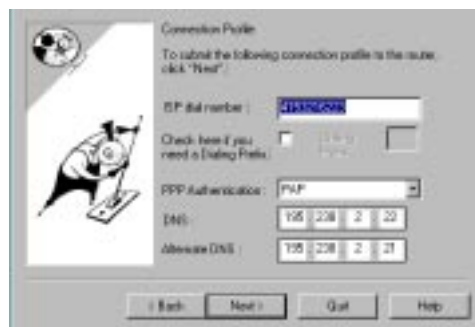 Connection Profile
To submit the following connection profile to the router, click "Next".
ISP dial number :
Check here if you
need a Dialing Prefix.
PPP Authentication : PAP
DNS : 195 238 2 22
Alternate DNS : 195 238 2 21
< Back Next > Quit Help